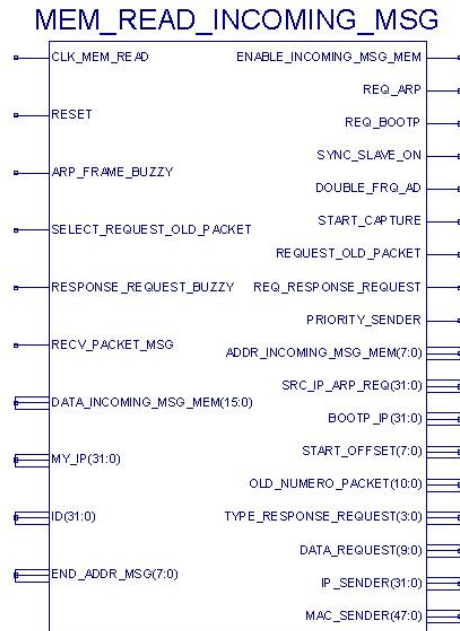 MEM_READ_INCOMING_MSG
CLK_MEM_READ
RESET
ARP_FRAME_BUZZY
SELECT_REQUEST_OLD_PACKET
RESPONSE_REQUEST_BUZZY
RECV_PACKET_MSG
DATA_INCOMING_MSG_MEM(15:0)
MY_IP(31:0)
ID(31:0)
END_ADDR_MSG(7:0)
ENABLE_INCOMING_MSG_MEM
REQ_ARP
REQ_BOOTP
SYNC_SLAVE_ON
DOUBLE_FRQ_AD
START_CAPTURE
REQUEST_OLD_PACKET
REQ_RESPONSE_REQUEST
PRIORITY_SENDER
ADDR_INCOMING_MSG_MEM(7:0)
SRC_IP_ARP_REQ(31:0)
BOOTP_IP(31:0)
START_OFFSET(7:0)
OLD_NUMERO_PACKET(10:0)
TYPE_RESPONSE_REQUEST(3:0)
DATA_REQUEST(9:0)
IP_SENDER(31:0)
MAC_SENDER(47:0)